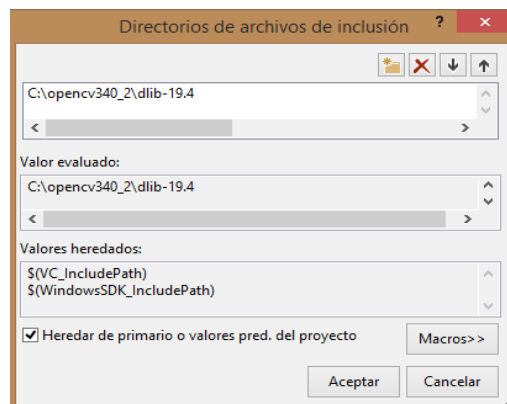 Directorios de archivos de inclusión
C:\opencv340_2\dlib-19.4
Valor evaluado:
C:\opencv340_2\dlib-19.4
Valores heredados:
$(VC_IncludePath)
$(WindowsSDK_IncludePath)
Heredar de primario o valores pred. del proyecto
Macros>>
Aceptar
Cancelar